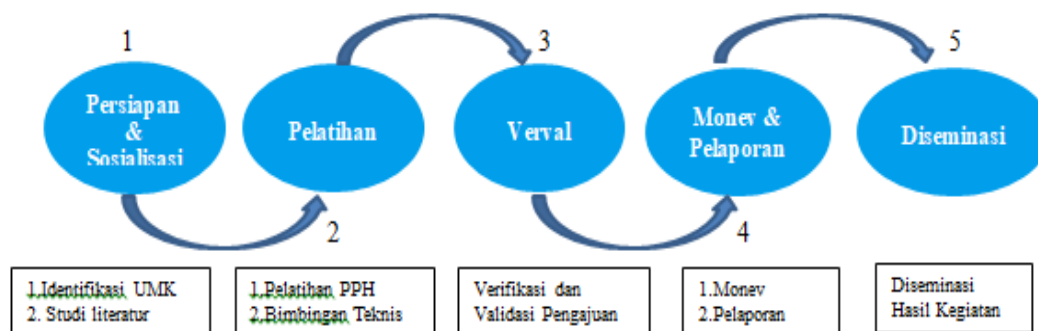 1
Persiapan
&
Sosialisasi
Pelatihan
2
3
Verval
Monev &
Pelaporan
4
5
Diseminasi
1.Identifikasi UMK
2. Studi literatur
1.Pelatihan PPH
2.Bimbingan Teknis
Verifikasi dan
Validasi Pengajuan
1.Monev
2.Pelaporan
Diseminasi
Hasil Kegiatan